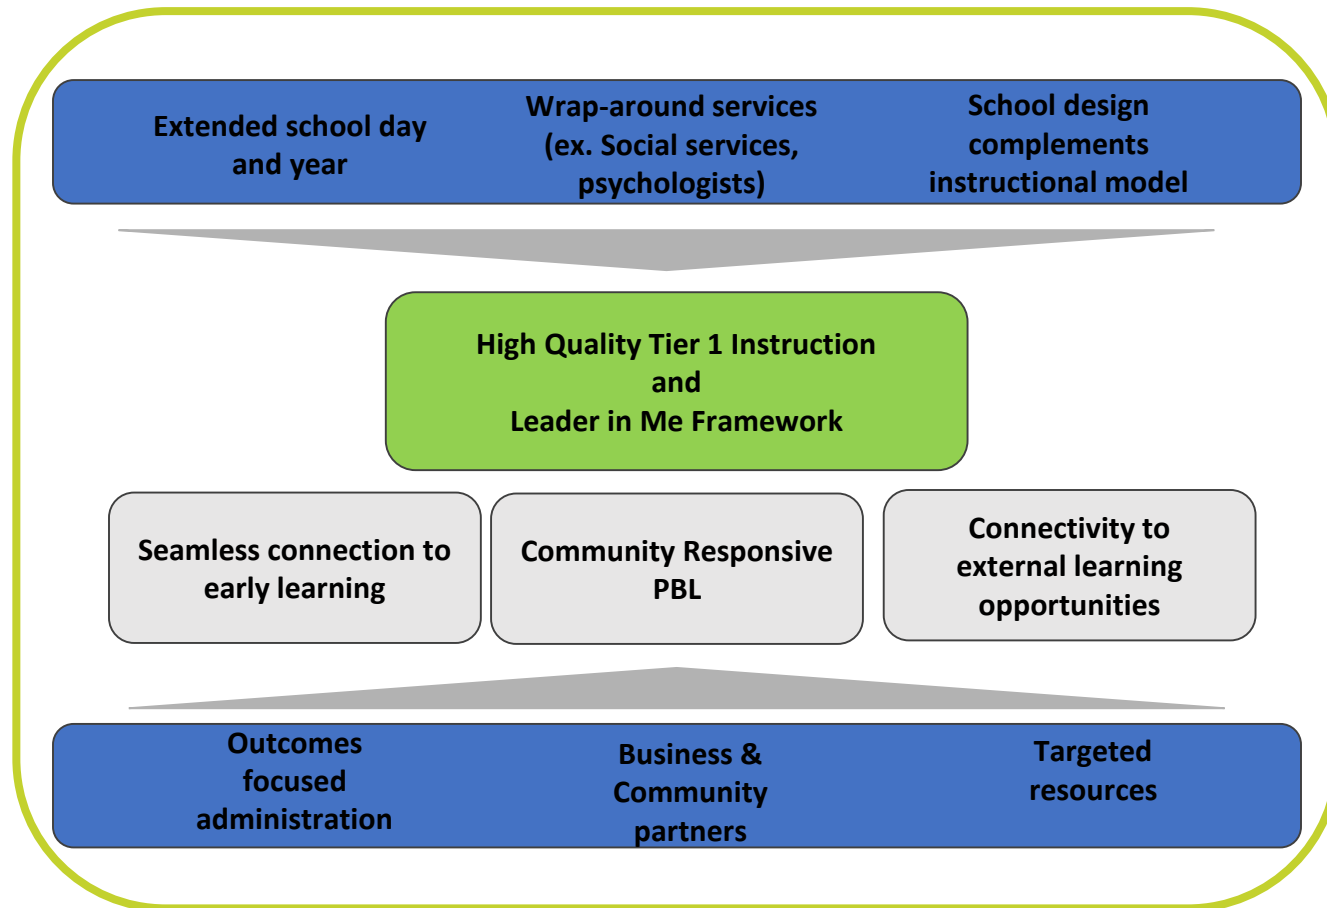 Extended school day
and year
Wrap-around services
(ex. Social services,
psychologists)
School design
complements
instructional model
High Quality Tier 1 Instruction
and
Leader in Me Framework
Seamless connection to
early learning
Community Responsive
PBL
Connectivity to
external learning
opportunities
Outcomes
focused
administration
Business &
Community
partners
Targeted
resources